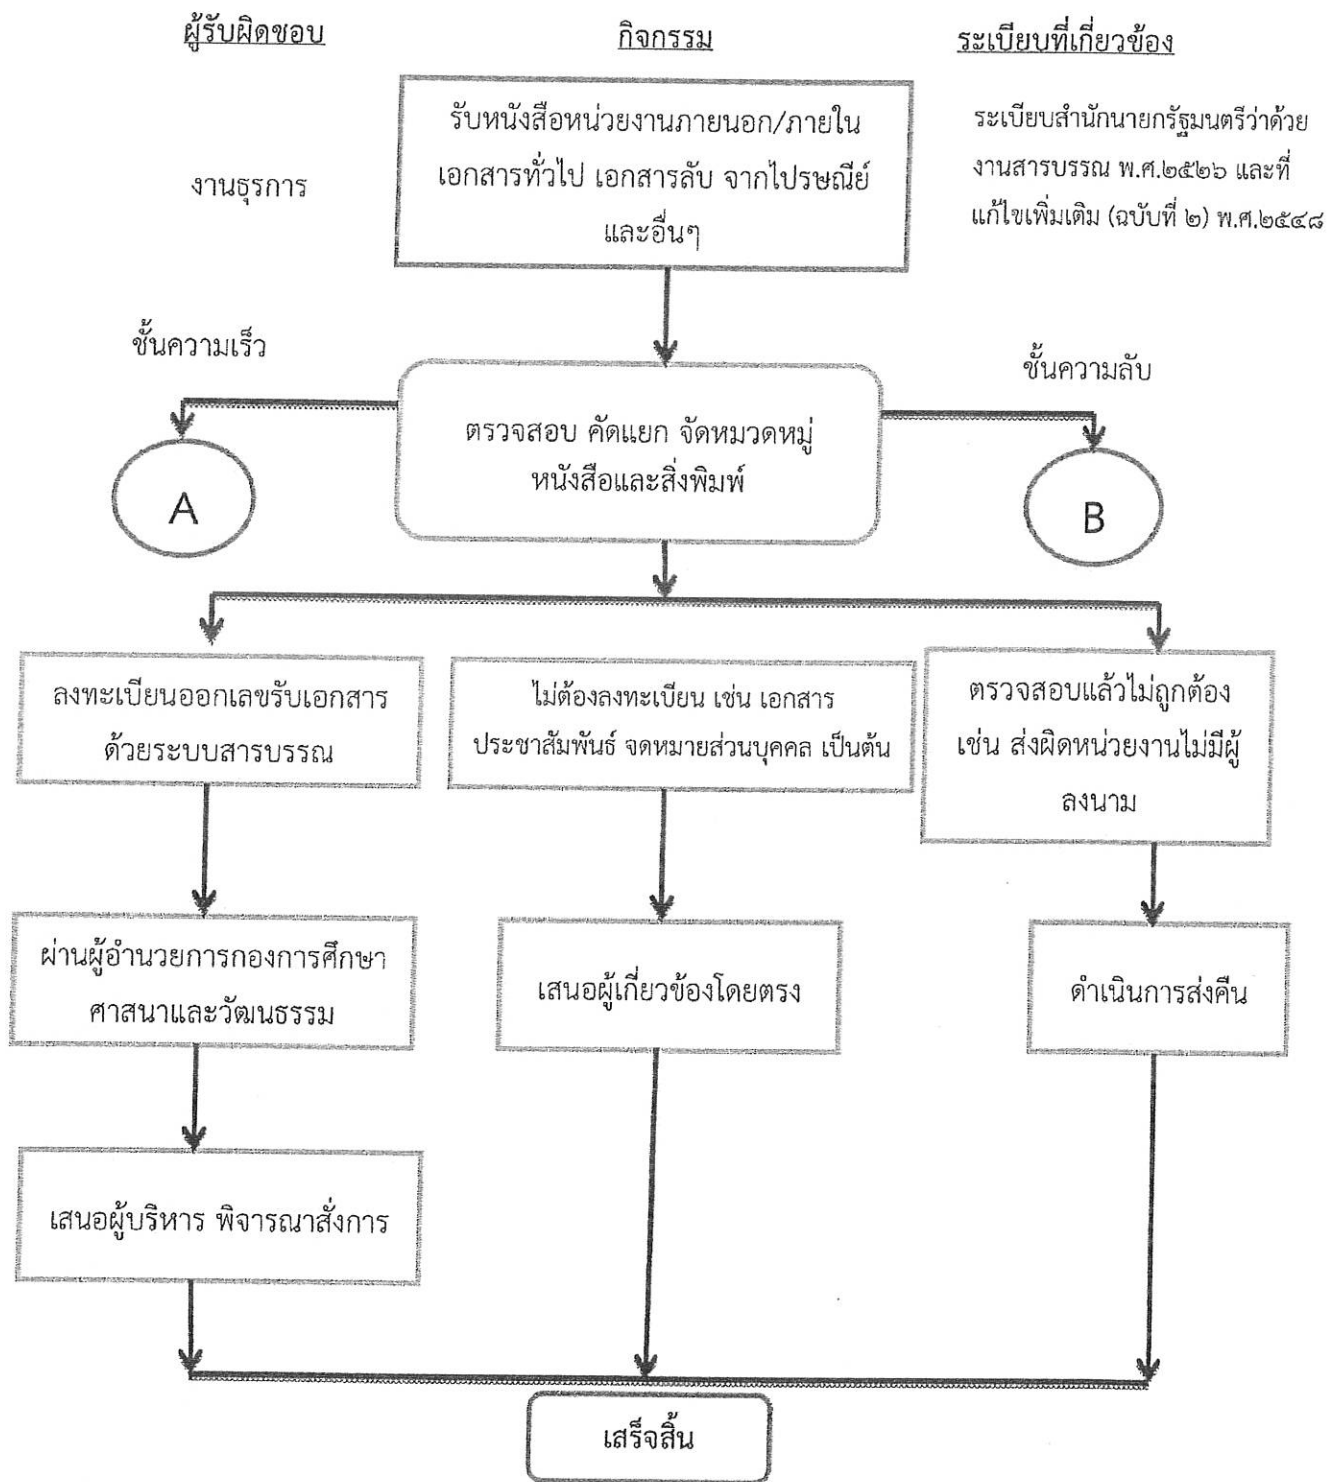 ผู้รับผิดชอบ
กิจกรรม
ระเบียบที่เกี่ยวข้อง
งานธุรการ
รับหนังสือหน่วยงานภายนอก/ภายใน
เอกสารทั่วไป เอกสารลับ จากไปรษณีย์
และอื่นๆ
ระเบียบสำนักนายกรัฐมนตรีว่าด้วย
งานสารบรรณ พ.ศ.๒๕๒๖ และที่
แก้ไขเพิ่มเติม (ฉบับที่ ๒) พ.ศ.๒๕๔๘
ชั้นความเร็ว
ชั้นความลับ
A
ตรวจสอบ คัดแยก จัดหมวดหมู่
หนังสือและสิ่งพิมพ์
B
ลงทะเบียนออกเลขรับเอกสาร
ด้วยระบบสารบรรณ
ไม่ต้องลงทะเบียน เช่น เอกสาร
ประชาสัมพันธ์ จดหมายส่วนบุคคล เป็นต้น
ตรวจสอบแล้วไม่ถูกต้อง
เช่น ส่งผิดหน่วยงานไม่มีผู้
ลงนาม
ผ่านผู้อำนวยการกองการศึกษา
ศาสนาและวัฒนธรรม
เสนอผู้เกี่ยวข้องโดยตรง
ดำเนินการส่งคืน
เสนอผู้บริหาร พิจารณาสั่งการ
เสร็จสิ้น